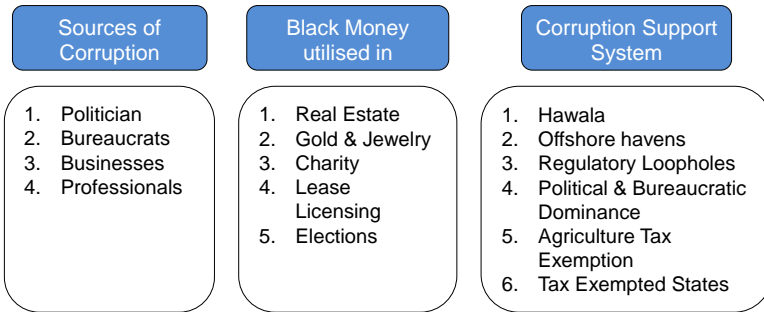 Sources of
Corruption
1. Politician
2. Bureaucrats
3. Businesses
4. Professionals
Black Money
utilised in
1. Real Estate
2. Gold & Jewelry
3. Charity
4. Lease
Licensing
5. Elections
Corruption Support
System
1. Hawala
2. Offshore havens
3. Regulatory Loopholes
4. Political & Bureaucratic
Dominance
5. Agriculture Tax
Exemption
6. Tax Exempted States